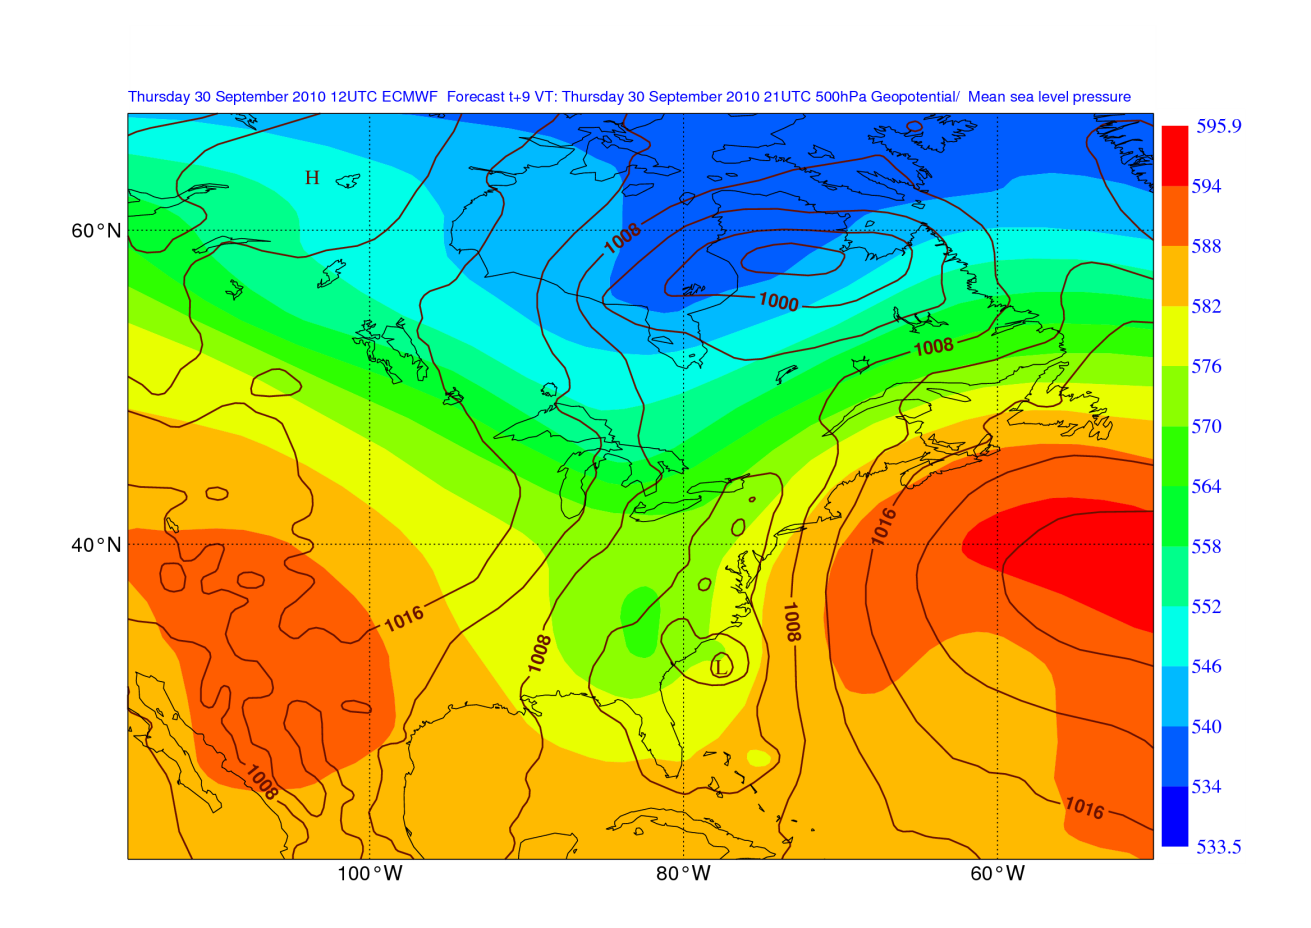 Thursday 30 September 2010 12UTC ECMWF  Forecast t+9 VT: Thursday 30 September 2010 21UTC 500hPa Geopotential/  Mean sea level pressure
595.9
594
588
582
576
570
564
558
552
546
540
534
533.5
60°N
40°N
100°W
80°W
60°W
H
L
1008
1000
1008
1016
1016
1008
1008
1008
1016